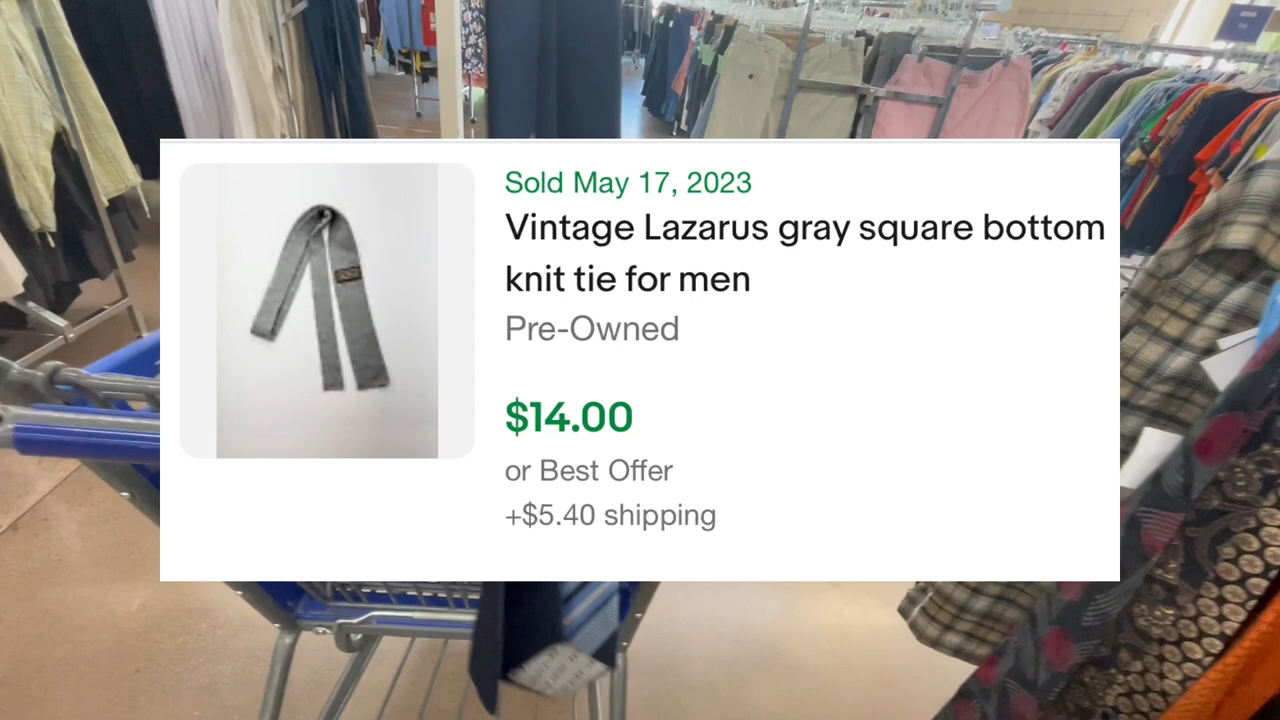 Sold May 17, 2023
Vintage Lazarus gray square bottom
knit tie for men
Pre-Owned
$14.00
or Best Offer
+$5.40 shipping